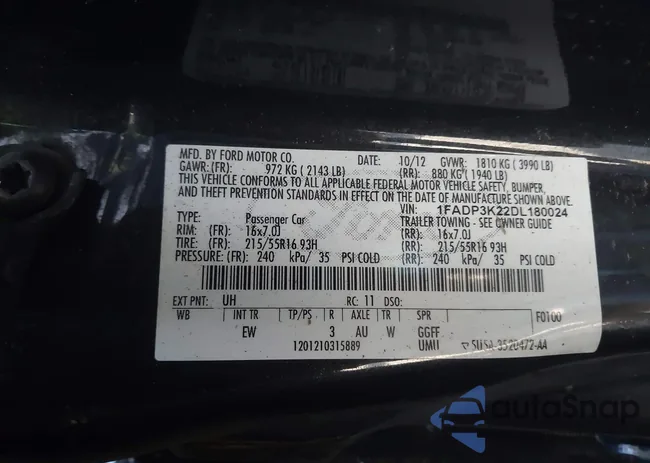 MFD. BY FORD MOTOR CO. DATE: 10/12 GVWR: 1810 KG ( 3990 LB)
GAWR: (FR): 972 KG ( 2143 LB) (RR): 880 KG ( 1940 LB)
THIS VEHICLE CONFORMS TO ALL APPLICABLE FEDERAL MOTOR VEHICLE SAFETY, BUMPER,
AND THEFT PREVENTION STANDARDS IN EFFECT ON THE DATE OF MANUFACTURE SHOWN ABOVE.
VIN: 1FADP3K22DL180024
TYPE: Passenger Car TRAILER TOWING - SEE OWNER GUIDE
RIM: (FR): 16x7.0J (RR): 16x7.0J
TIRE: (FR): 215/55R16 93H (RR): 215/55R16 93H
PRESSURE: (FR): 240 kPa/ 35 PSI COLD (RR): 240 kPa/ 35 PSI COLD
EXT PNT: UH RC: 11 DSO:
WB INT TR TP/PS R AXLE TR SPR F0100
EW 3 AU W GGFF
1201210315889 UMII 5U5A-3520472-AA
autoSnap